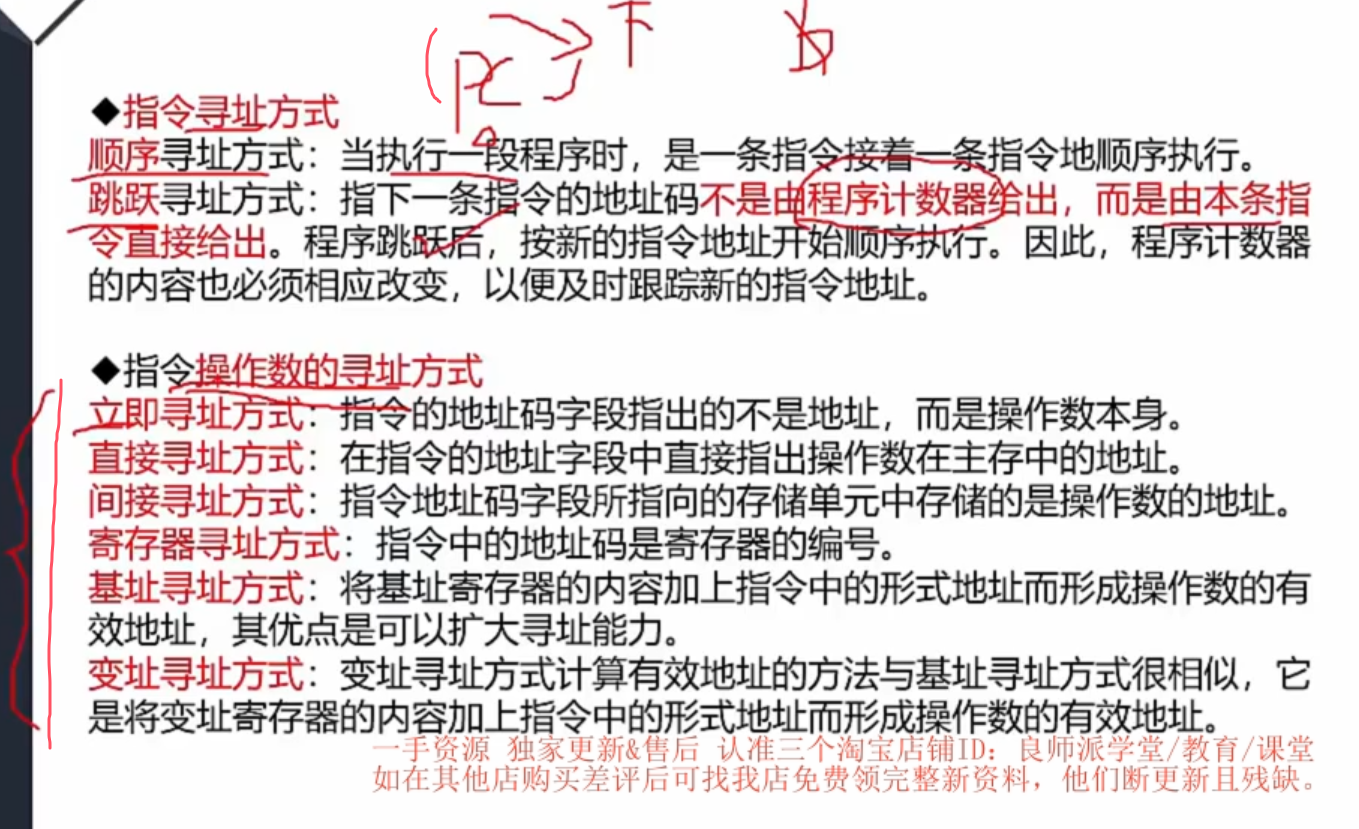 (PC) 下
◆指令寻址方式
顺序寻址方式：当执行一段程序时，是一条指令接着一条指令地顺序执行。
跳跃寻址方式：指下一条指令的地址码不是由程序计数器给出，而是由本条指
令直接给出。程序跳跃后，按新的指令地址开始顺序执行。因此，程序计数器
的内容也必须相应改变，以便及时跟踪新的指令地址。
◆指令操作数的寻址方式
立即寻址方式：指令的地址码字段指出的不是地址，而是操作数本身。
直接寻址方式：在指令的地址字段中直接指出操作数在主存中的地址。
间接寻址方式：指令地址码字段所指向的存储单元中存储的是操作数的地址。
寄存器寻址方式：指令中的地址码是寄存器的编号。
基址寻址方式：将基址寄存器的内容加上指令中的形式地址而形成操作数的有
效地址，其优点是可以扩大寻址能力。
变址寻址方式：变址寻址方式计算有效地址的方法与基址寻址方式很相似，它
是将变址寄存器的内容加上指令中的形式地址而形成操作数的有效地址。
一手资源 独家更新&售后 认准三个淘宝店铺ID：良师派学堂/教育/课堂
如在其他店购买差评后可找我店免费领完整新资料，他们断更新且残缺。